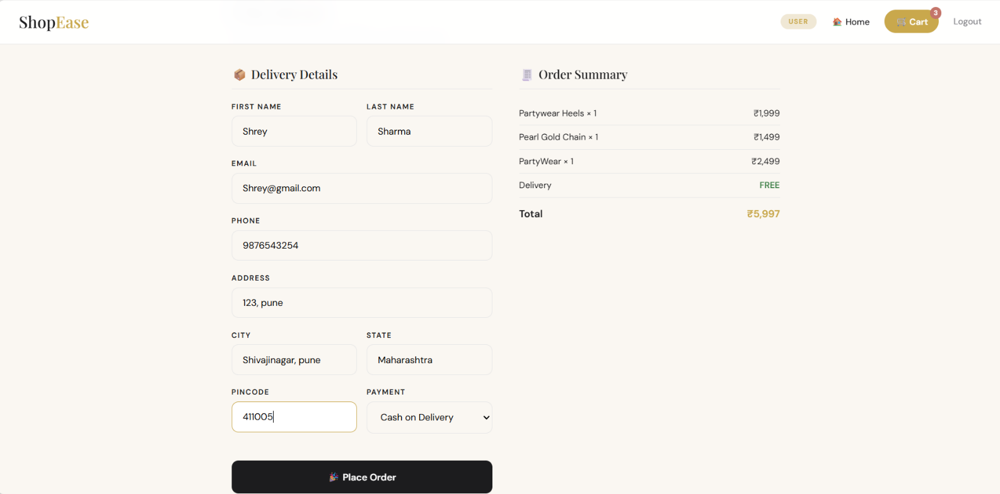 ShopEase
USER
Home
Cart
3
Logout
Delivery Details
FIRST NAME
LAST NAME
Shrey
Sharma
EMAIL
Shrey@gmail.com
PHONE
9876543254
ADDRESS
123, pune
CITY
STATE
Shivajinagar, pune
Maharashtra
PINCODE
PAYMENT
411005
Cash on Delivery
Place Order
Order Summary
Partywear Heels × 1 ₹1,999
Pearl Gold Chain × 1 ₹1,499
PartyWear × 1 ₹2,499
Delivery FREE
Total ₹5,997